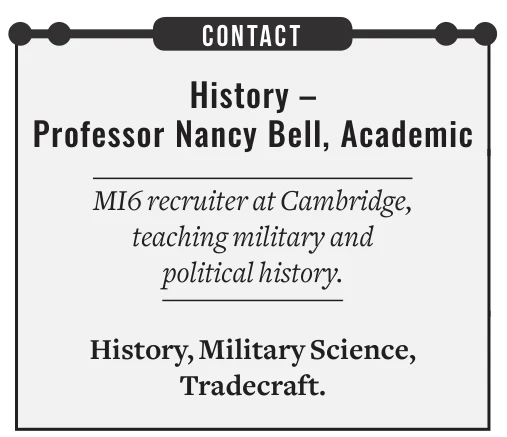 CONTACT
History –
Professor Nancy Bell, Academic
MI6 recruiter at Cambridge,
teaching military and
political history.
History, Military Science,
Tradecraft.